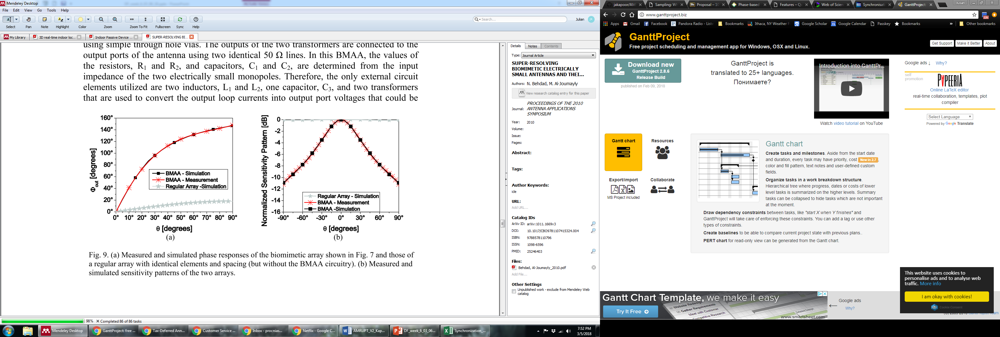 Mendeley Desktop
File Edit View Go Tools Help
Select Pan Note Highlight Color Zoom Zoom To Fit Fullscreen Sync Help
Search...
Julian JK
My Library
3D real-time indoor loc...
Indoor Passive Device ...
SUPER-RESOLVING BI...
using simple through hole vias. The outputs of the two transformers are connected to the
output ports of the antenna using two identical 50 Ω lines. In this BMAA, the values of
the resistors, R1 and R2, and capacitors, C1 and C2, are determined from the input
impedance of the two electrically small monopoles. Therefore, the only external circuit
elements utilized are two inductors, L1 and L2, one capacitor, C3, and two transformers
that are used to convert the output loop currents into output port voltages that could be
160°
140°
120°
100°
80°
60°
40°
20°
0°
Φout [degrees]
BMAA - Simulation
BMAA - Measurement
Regular Array -Simulation
0° 10° 20° 30° 40° 50° 60° 70° 80° 90°
θ [degrees]
(a)
Normalized Sensitivity Pattern [dB]
0
-2
-4
-6
-8
-10
-12
-14
-16
Regular Array - Simulation
BMAA - Measurement
BMAA -Simulation
-90° -60° -30° 0° 30° 60° 90°
θ [degrees]
(b)
Fig. 9. (a) Measured and simulated phase responses of the biomimetic array shown in Fig. 7 and those of
a regular array with identical elements and spacing (but without the BMAA circuitry). (b) Measured and
simulated sensitivity patterns of the two arrays.
Details Notes Contents
Type: Journal Article
SUPER-RESOLVING
BIOMIMETIC ELECTRICALLY
SMALL ANTENNAS AND THEI...
Authors: N. Behdad, M. Al-Joumayly
View research catalog entry for this paper
Journal: PROCEEDINGS OF THE 2010
ANTENNA APPLICATIONS
SYMPOSIUM
Year: 2010
Volume:
Issue:
Pages:
Abstract:
Tags:
Author Keywords:
icle
URL:
Add URL...
Catalog IDs
ArXiv ID: arXiv:1011.1669v3
DOI: 10.1017/CBO9781107415324.004
ISBN: 9788578110796
ISSN: 1098-6596
PMID: 25246403
Files:
Behdad, Al-Joumayly_2010.pdf
Add File...
Other Settings
Unpublished work - exclude from Mendeley Web
catalog
98% Completed 86 of 86 tasks
Mendeley Desktop
GanttProject: free ...
Tax-Deferred Ann...
Customer Service ...
Inbox - procnias...
Netflix - Google C...
AMRUPT_V2_Kap...
DF_week_6_03_06...
Synchronization_...
7:52 PM
3/5/2018
jakapoor/AM
Sampling: Wh
Proposal – 10
Phase-based
Features – Qu
Web of Scien
Synchronisati
GanttProject:
Julian
www.ganttproject.biz
12h
Apps Gmail Facebook Pandora Radio - Liste Bookmarks Ithaca, NY Weather F Google Scholar Google Calendar Passkey Bookmarks » Other bookmarks
GanttProject
Free project scheduling and management app for Windows, OSX and Linux.
Get Support Make it Better About
Download new
GanttProject 2.8.6
Release Build
published on Feb 09, 2018
GanttProject is
translated to 25+ languages.
Понимаете?
Introduction into GanttPr...
Watch video tutorial on YouTube
Google ads ↓ Why?
self
promotion
PAPEERIA
Online LaTeX editor
real-time collaboration, templates, plot
compiler
Select Language
Powered by Google Translate
Gantt chart
Resources
Export/import
MS Project included
Collaborate
Gantt chart
Create tasks and milestones. Aside from the start date
and duration, every task may have priority, cost New in 2.7,
color and fill pattern, text notes and user-defined custom
fields.
Organize tasks in a work breakdown structure.
Hierarchical tree where progress, dates or costs of lower
level tasks is summarized on the higher levels. Summary
tasks can be collapsed to hide tasks which are not important
at the moment.
Draw dependency constraints between tasks, like "start X when Y finishes" and
GanttProject will take care of enforcing these constraints. You can add a lag or use other
types of constraints.
Create baselines to be able to compare current project state with previous plans..
PERT chart for read-only view can be generated from the Gantt chart.
This website uses cookies to
personalise ads and to analyse web
traffic. More info
I am okay with cookies!
Cookie Consent
Gantt Chart Template, we make it easy
Try It Free
Website Redesign
Gather Requirements
Meet with Customer
Competitive Research
Detailed Design
www.smartsheet.com
Google ads
Why?